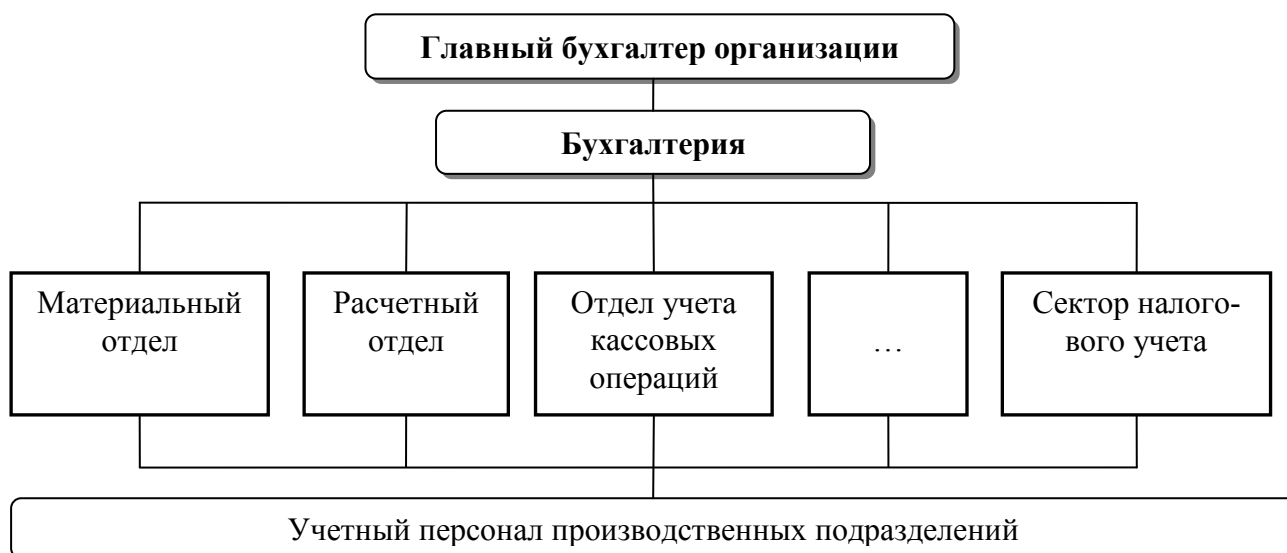 Главный бухгалтер организации
Бухгалтерия
Материальный
отдел
Расчетный
отдел
Отдел учета
кассовых
операций
…
Сектор налого-
вого учета
Учетный персонал производственных подразделений